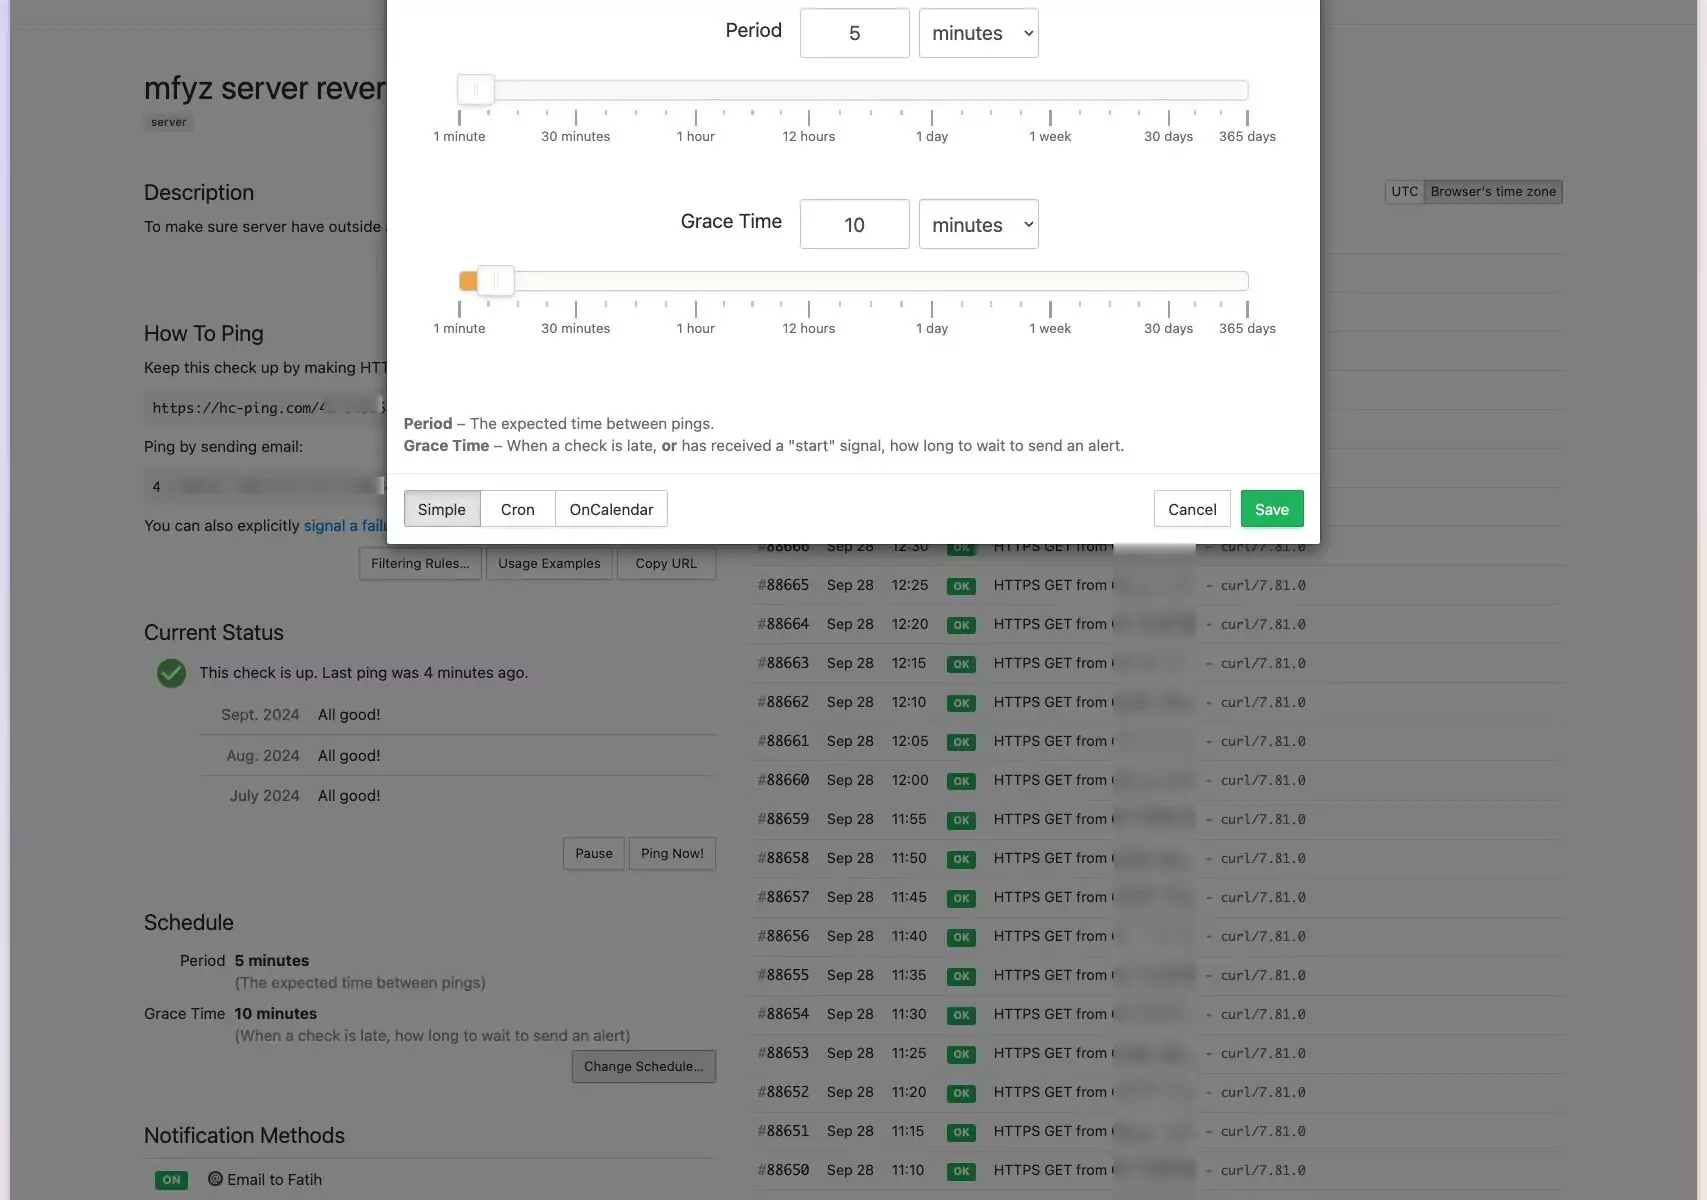 Period 5 minutes
1 minute 30 minutes 1 hour 12 hours 1 day 1 week 30 days 365 days
Grace Time 10 minutes
1 minute 30 minutes 1 hour 12 hours 1 day 1 week 30 days 365 days
Period – The expected time between pings.
Grace Time – When a check is late, or has received a "start" signal, how long to wait to send an alert.
Simple Cron OnCalendar Cancel Save
mfyz server rever
server
Description
To make sure server have outside
How To Ping
Keep this check up by making HTT
https://hc-ping.com/4
Ping by sending email:
4
You can also explicitly signal a failu
Filtering Rules... Usage Examples Copy URL
Current Status
This check is up. Last ping was 4 minutes ago.
Sept. 2024 All good!
Aug. 2024 All good!
July 2024 All good!
Pause Ping Now!
Schedule
Period 5 minutes
(The expected time between pings)
Grace Time 10 minutes
(When a check is late, how long to wait to send an alert)
Change Schedule...
Notification Methods
ON @ Email to Fatih
UTC Browser's time zone
#88666 Sep 28 12:30 OK HTTPS GET from - curl/7.81.0
#88665 Sep 28 12:25 OK HTTPS GET from - curl/7.81.0
#88664 Sep 28 12:20 OK HTTPS GET from - curl/7.81.0
#88663 Sep 28 12:15 OK HTTPS GET from - curl/7.81.0
#88662 Sep 28 12:10 OK HTTPS GET from - curl/7.81.0
#88661 Sep 28 12:05 OK HTTPS GET from - curl/7.81.0
#88660 Sep 28 12:00 OK HTTPS GET from - curl/7.81.0
#88659 Sep 28 11:55 OK HTTPS GET from - curl/7.81.0
#88658 Sep 28 11:50 OK HTTPS GET from - curl/7.81.0
#88657 Sep 28 11:45 OK HTTPS GET from - curl/7.81.0
#88656 Sep 28 11:40 OK HTTPS GET from - curl/7.81.0
#88655 Sep 28 11:35 OK HTTPS GET from - curl/7.81.0
#88654 Sep 28 11:30 OK HTTPS GET from - curl/7.81.0
#88653 Sep 28 11:25 OK HTTPS GET from - curl/7.81.0
#88652 Sep 28 11:20 OK HTTPS GET from - curl/7.81.0
#88651 Sep 28 11:15 OK HTTPS GET from - curl/7.81.0
#88650 Sep 28 11:10 OK HTTPS GET from - curl/7.81.0